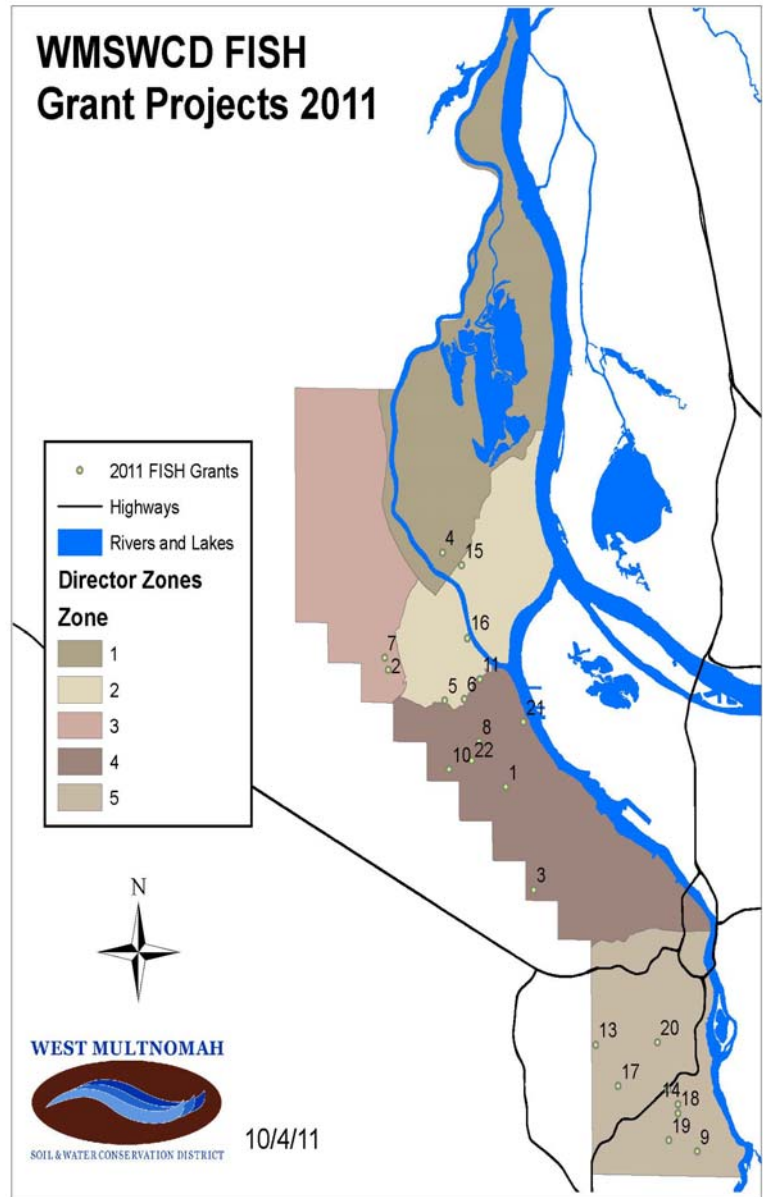 WMSWCD FISH
Grant Projects 2011
2011 FISH Grants
Highways
Rivers and Lakes
Director Zones
Zone
1
2
3
4
5
4
15
16
7
2
11
5
6
21
8
22
10
1
3
13
20
17
14
18
19
9
N
WEST MULTNOMAH
SOIL & WATER CONSERVATION DISTRICT
10/4/11